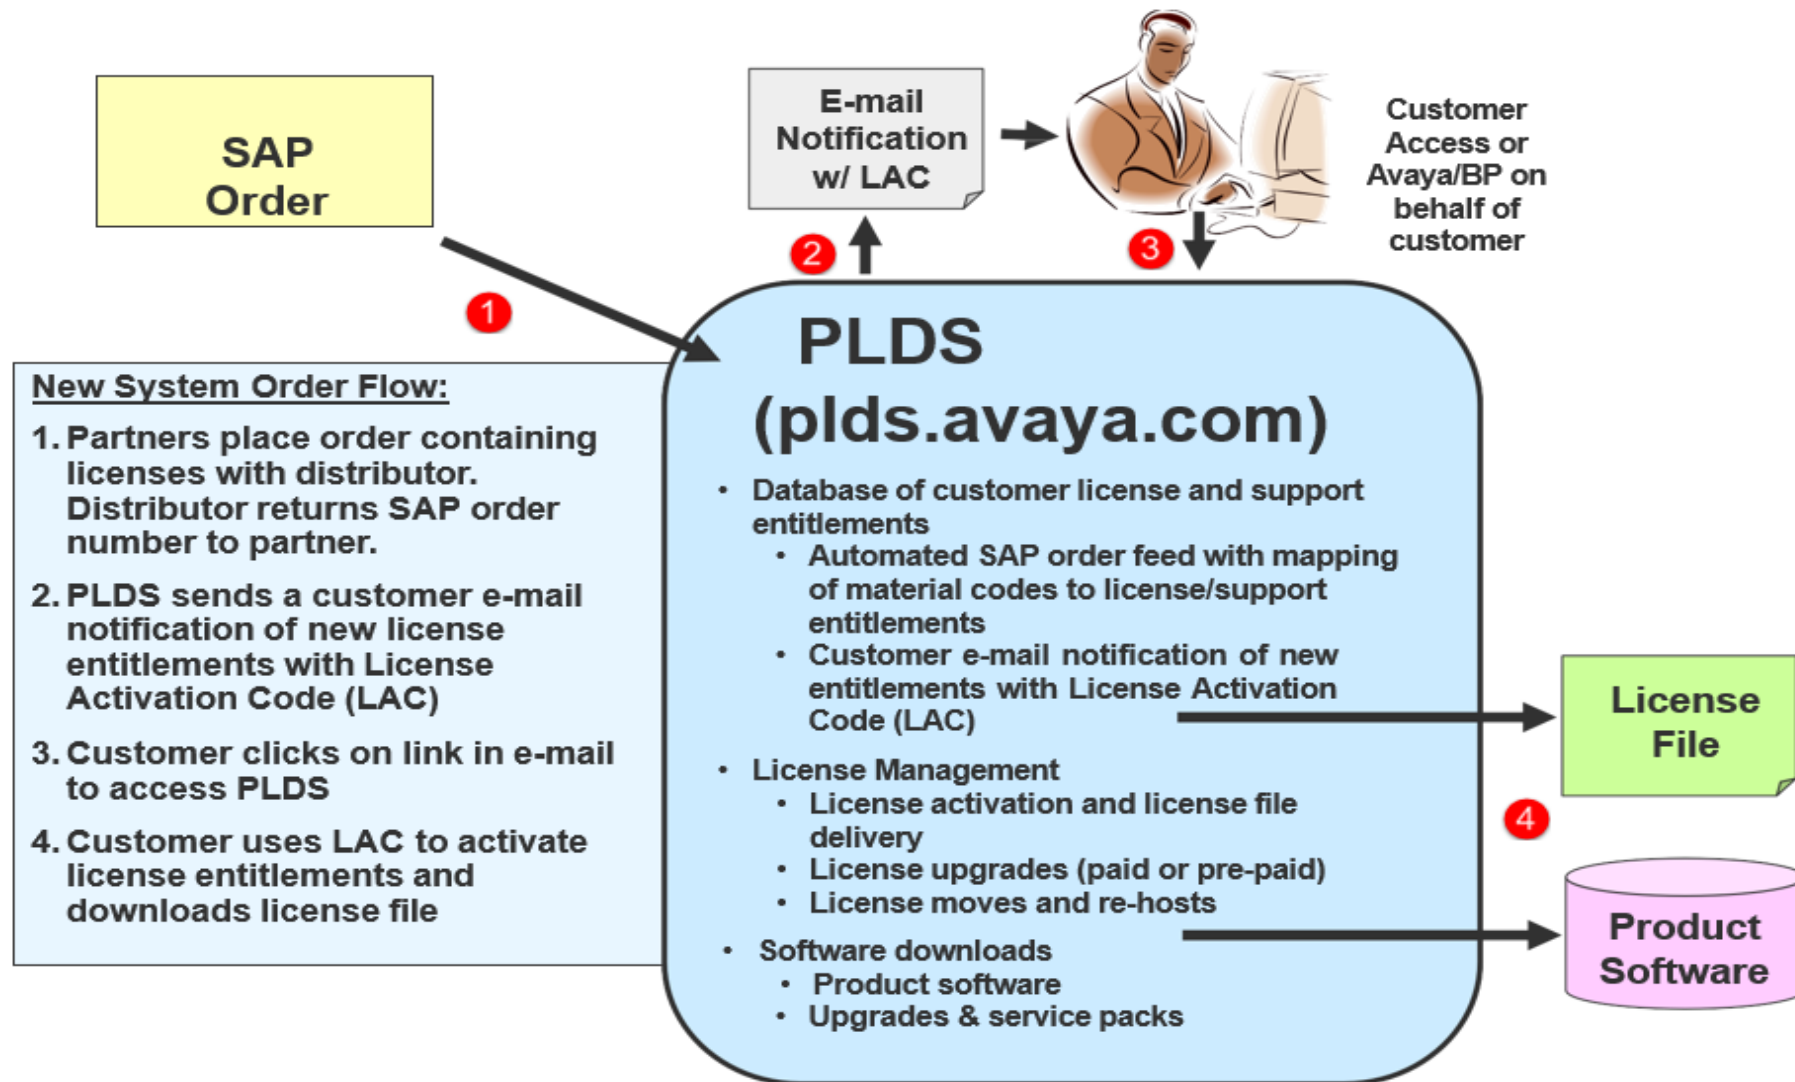 SAP
Order
E-mail
Notification
w/ LAC
Customer
Access or
Avaya/BP on
behalf of
customer
1
2
3
New System Order Flow:
1. Partners place order containing
licenses with distributor.
Distributor returns SAP order
number to partner.
2. PLDS sends a customer e-mail
notification of new license
entitlements with License
Activation Code (LAC)
3. Customer clicks on link in e-mail
to access PLDS
4. Customer uses LAC to activate
license entitlements and
downloads license file
PLDS
(plds.avaya.com)
• Database of customer license and support
entitlements
• Automated SAP order feed with mapping
of material codes to license/support
entitlements
• Customer e-mail notification of new
entitlements with License Activation
Code (LAC)
• License Management
• License activation and license file
delivery
• License upgrades (paid or pre-paid)
• License moves and re-hosts
• Software downloads
• Product software
• Upgrades & service packs
License
File
4
Product
Software